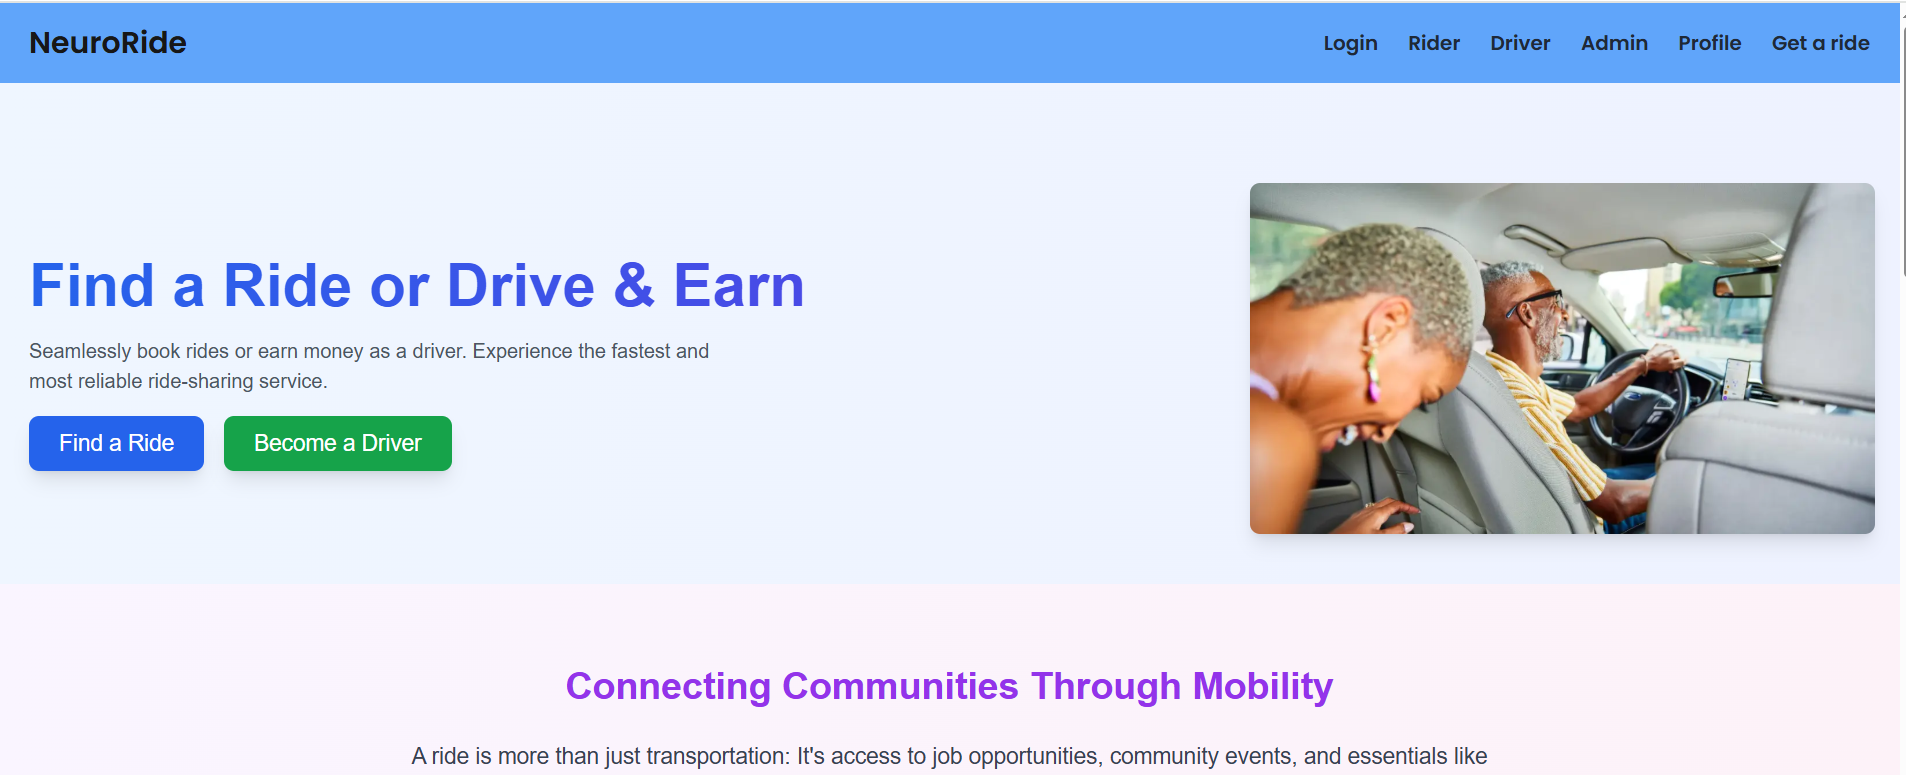 NeuroRide
Login Rider Driver Admin Profile Get a ride
Find a Ride or Drive & Earn
Seamlessly book rides or earn money as a driver. Experience the fastest and
most reliable ride-sharing service.
Find a Ride Become a Driver
Connecting Communities Through Mobility
A ride is more than just transportation: It's access to job opportunities, community events, and essentials like